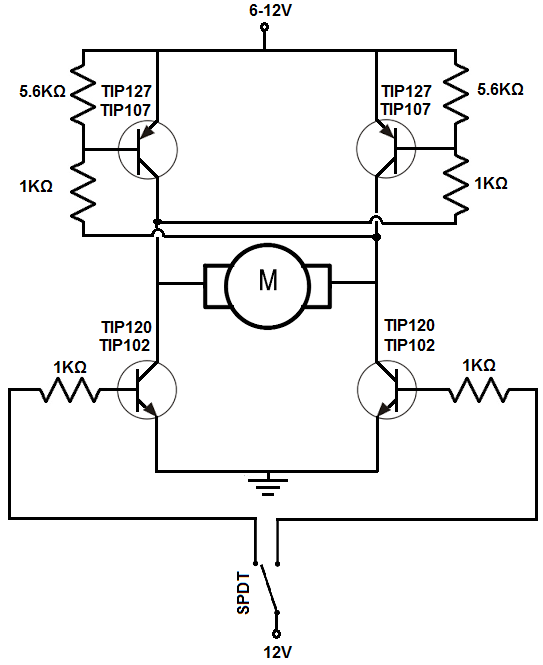 6-12V
5.6KΩ
TIP127
TIP107
TIP127
TIP107
5.6KΩ
1KΩ
1KΩ
M
TIP120
TIP102
TIP120
TIP102
1KΩ
1KΩ
SPDT
12V